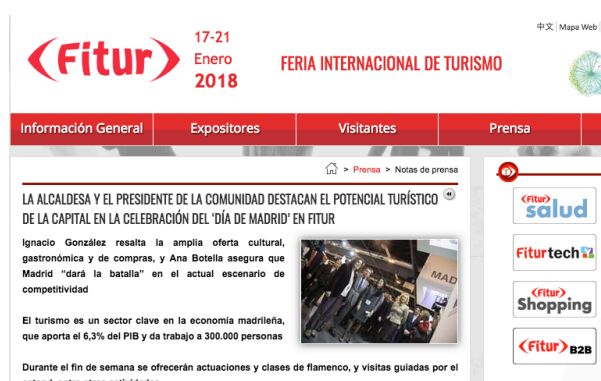 中文 | Mapa Web |
Fitur
17-21
Enero
2018
FERIA INTERNACIONAL DE TURISMO
Información General
Expositores
Visitantes
Prensa
> Prensa > Notas de prensa
LA ALCALDESA Y EL PRESIDENTE DE LA COMUNIDAD DESTACAN EL POTENCIAL TURÍSTICO
DE LA CAPITAL EN LA CELEBRACIÓN DEL 'DÍA DE MADRID' EN FITUR
Ignacio González resalta la amplia oferta cultural,
gastronómica y de compras, y Ana Botella asegura que
Madrid “dará la batalla” en el actual escenario de
competitividad
MAD
El turismo es un sector clave en la economía madrileña,
que aporta el 6,3% del PIB y da trabajo a 300.000 personas
Durante el fin de semana se ofrecerán actuaciones y clases de flamenco, y visitas guiadas por el
Fitur
salud
Fiturtech
Fitur
Shopping
Fitur B2B